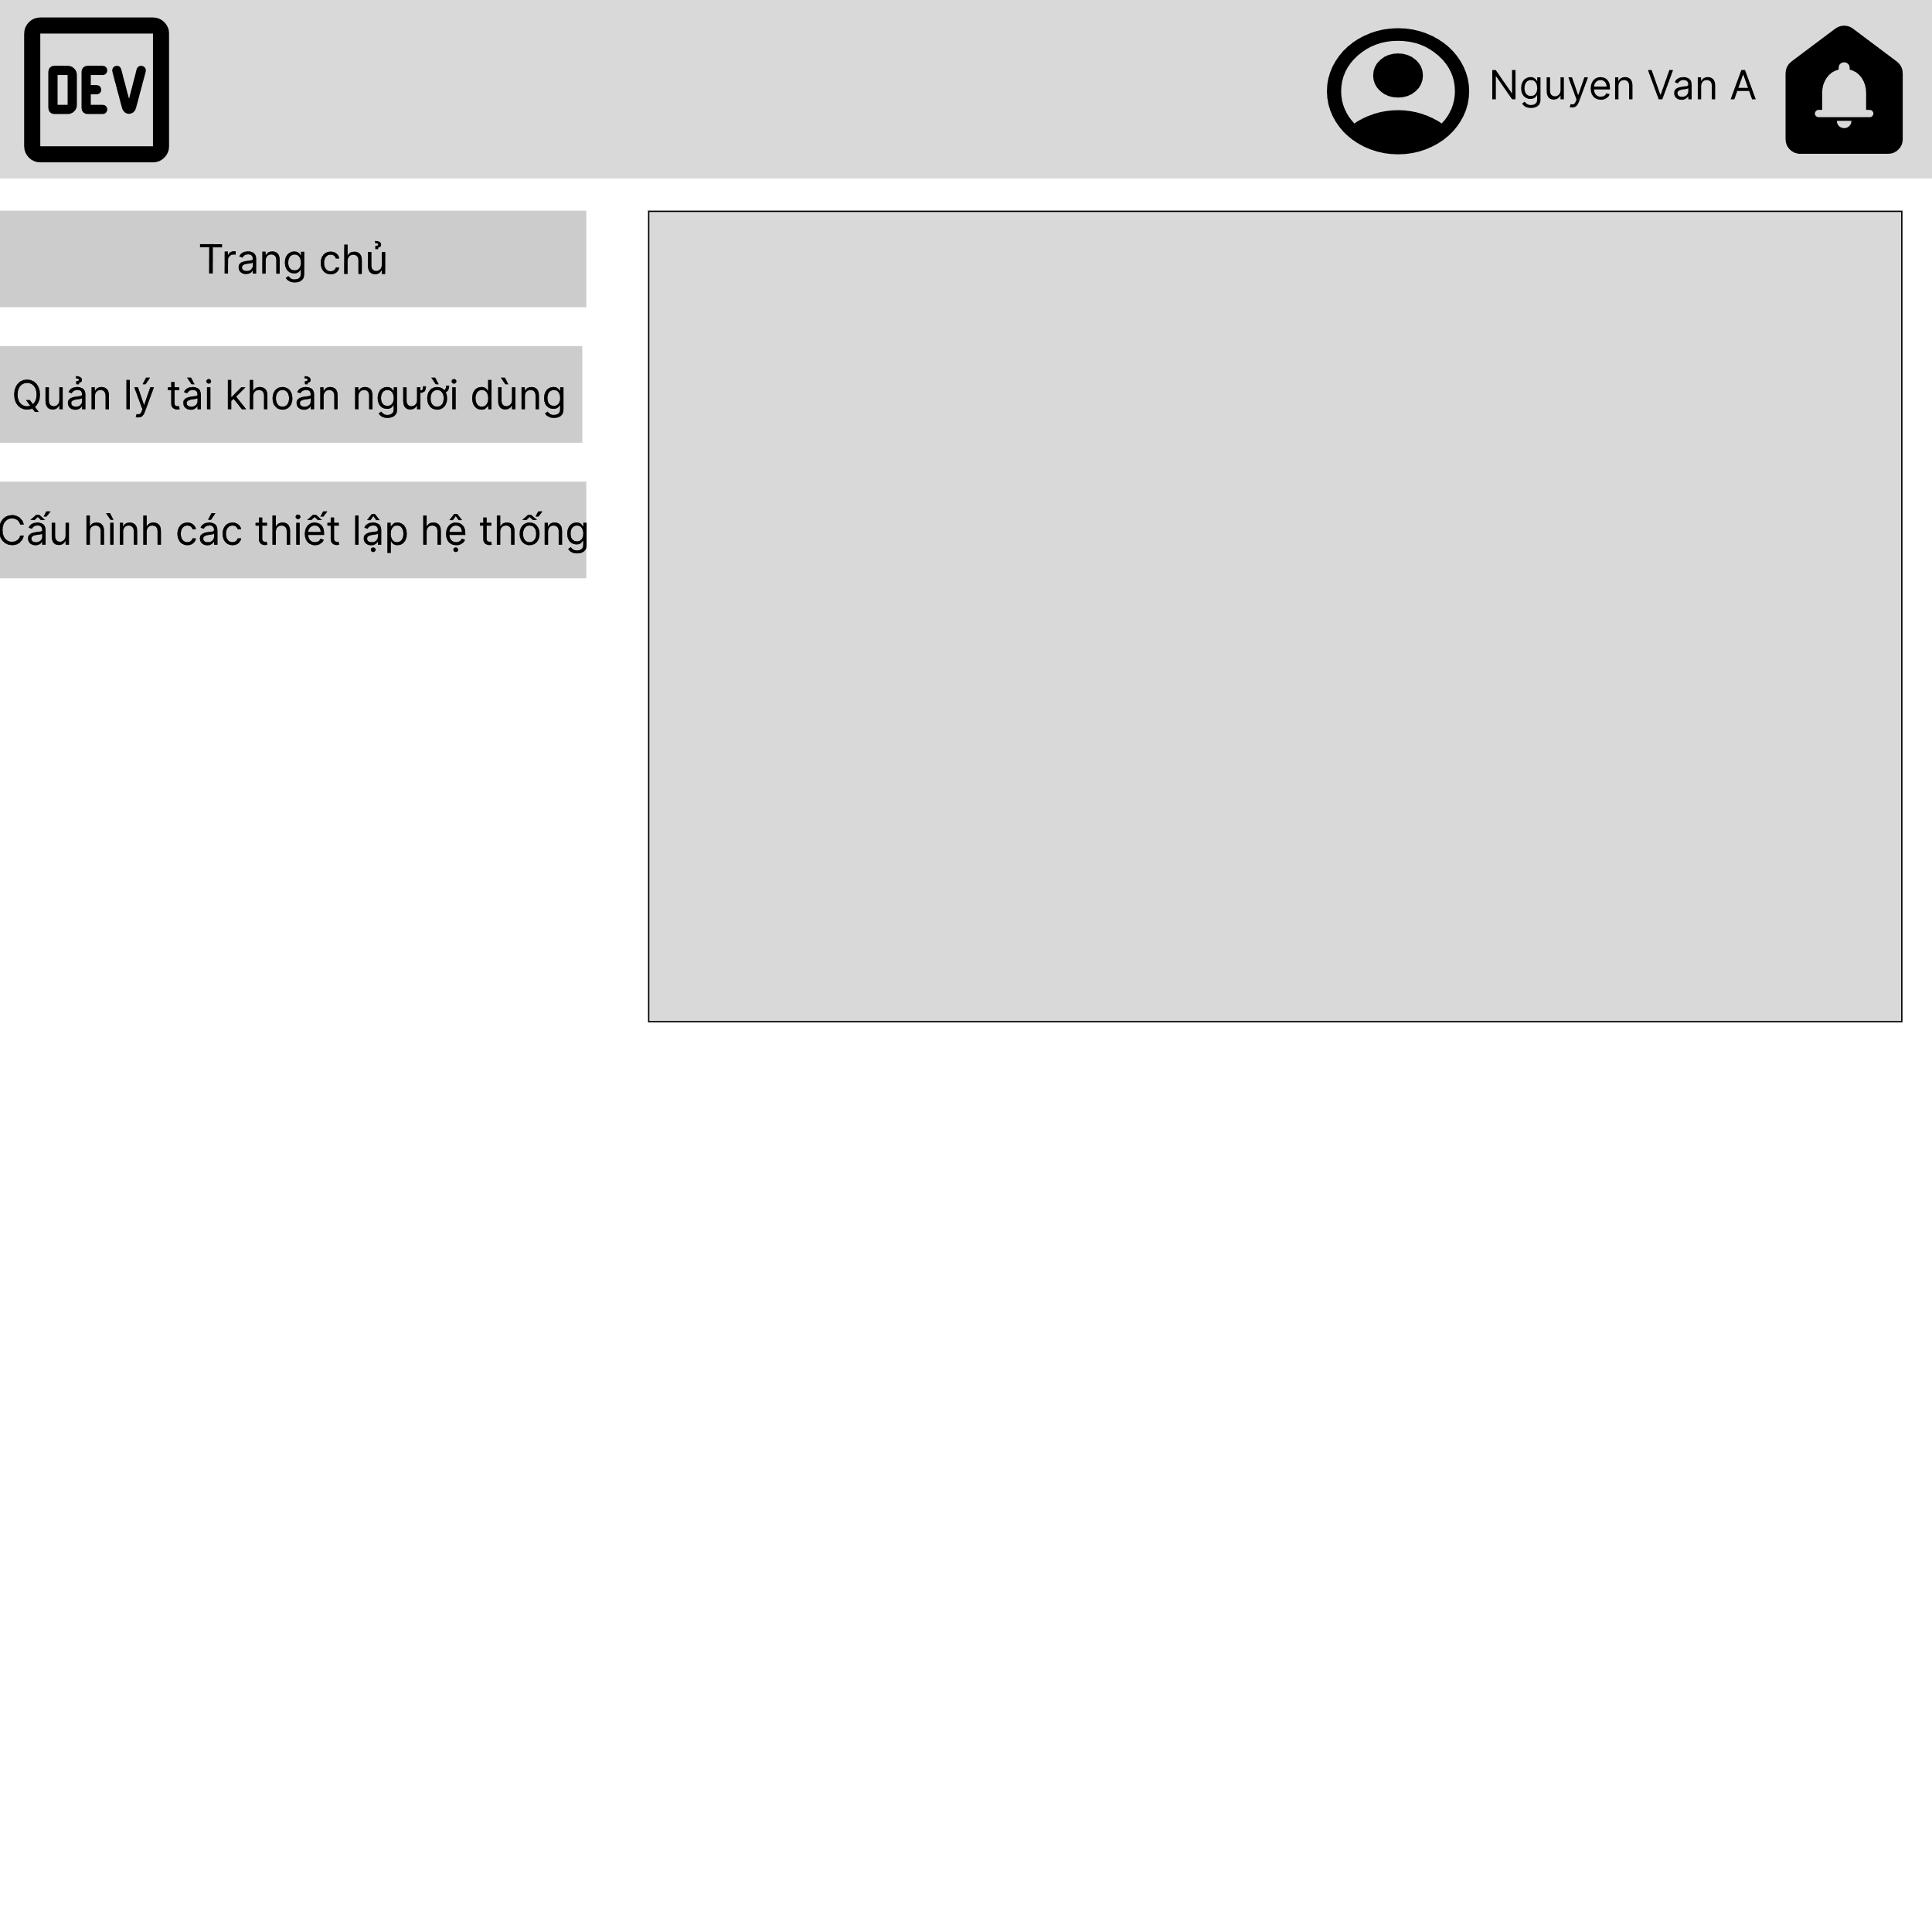 DEV
Nguyen Van A
Trang chủ
Quản lý tài khoản người dùng
Cấu hình các thiết lập hệ thống